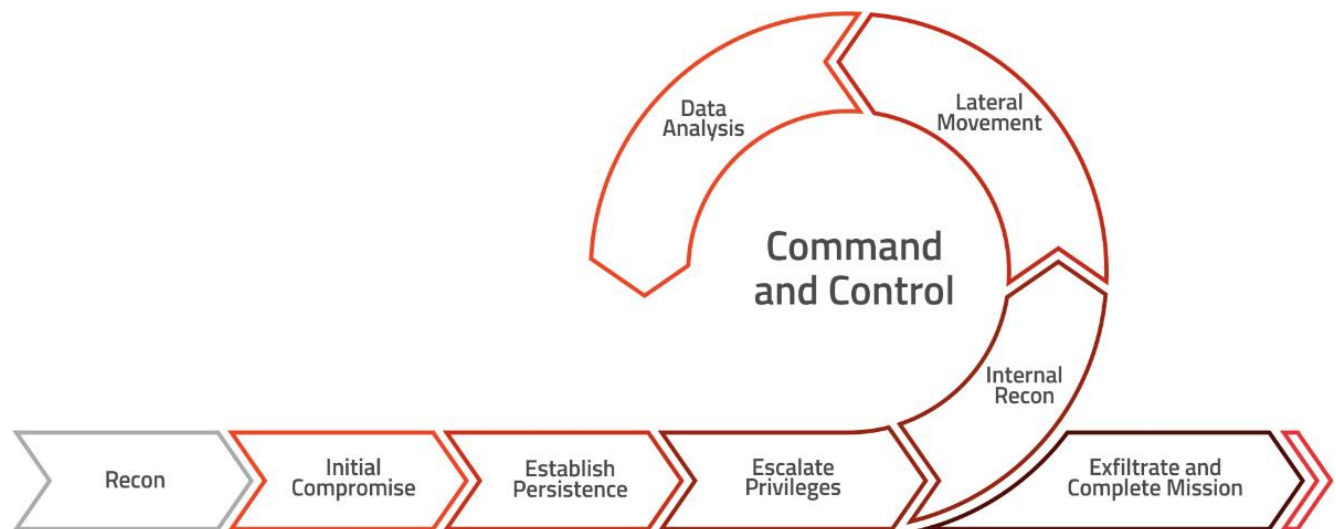 Data
Analysis
Lateral
Movement
Command
and Control
Internal
Recon
Recon
Initial
Compromise
Establish
Persistence
Escalate
Privileges
Exfiltrate and
Complete Mission